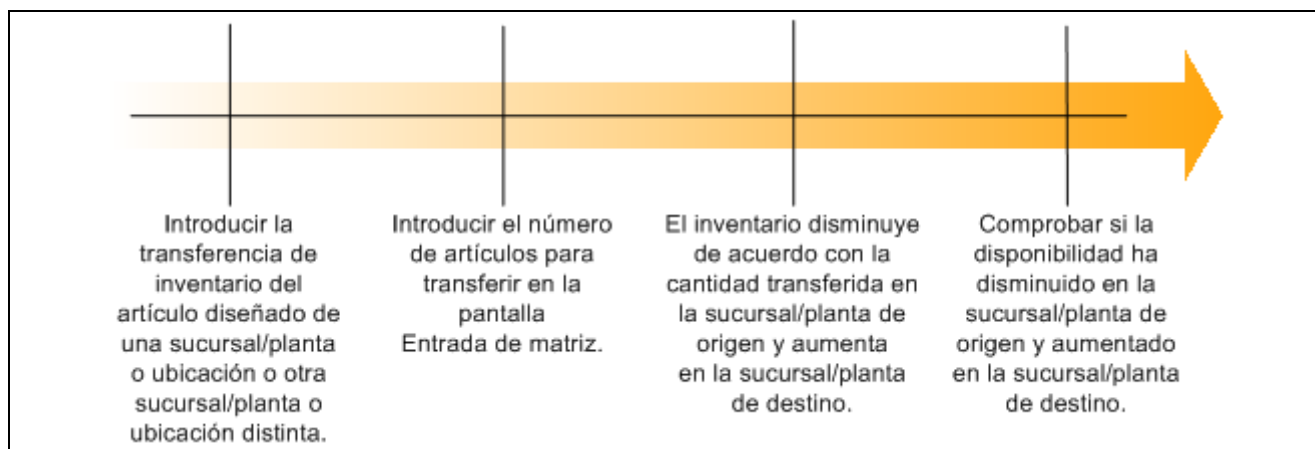 Introducir la
transferencia de
inventario del
artículo diseñado de
una sucursal/planta
o ubicación o otra
sucursal/planta o
ubicación distinta.
Introducir el número
de artículos para
transferir en la
pantalla
Entrada de matriz.
El inventario disminuye
de acuerdo con la
cantidad transferida en
la sucursal/planta de
origen y aumenta
en la sucursal/planta
de destino.
Comprobar si la
disponibilidad ha
disminuido en la
sucursal/planta de
origen y aumentado
en la sucursal/planta
de destino.